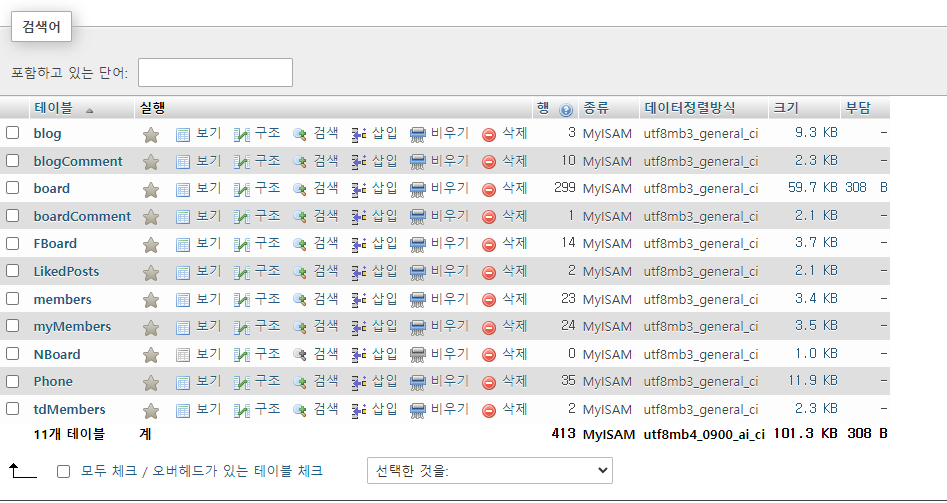 검색어
포함하고 있는 단어:
테이블 실행 행 종류 데이터정렬방식 크기 부담
blog 보기 구조 검색 삽입 비우기 삭제 3 MyISAM utf8mb3_general_ci 9.3 KB -
blogComment 보기 구조 검색 삽입 비우기 삭제 10 MyISAM utf8mb3_general_ci 2.3 KB -
board 보기 구조 검색 삽입 비우기 삭제 299 MyISAM utf8mb3_general_ci 59.7 KB 308 B
boardComment 보기 구조 검색 삽입 비우기 삭제 1 MyISAM utf8mb3_general_ci 2.1 KB -
FBoard 보기 구조 검색 삽입 비우기 삭제 14 MyISAM utf8mb3_general_ci 3.7 KB -
LikedPosts 보기 구조 검색 삽입 비우기 삭제 2 MyISAM utf8mb3_general_ci 2.1 KB -
members 보기 구조 검색 삽입 비우기 삭제 23 MyISAM utf8mb3_general_ci 3.4 KB -
myMembers 보기 구조 검색 삽입 비우기 삭제 24 MyISAM utf8mb3_general_ci 3.5 KB -
NBoard 보기 구조 검색 삽입 비우기 삭제 0 MyISAM utf8mb3_general_ci 1.0 KB -
Phone 보기 구조 검색 삽입 비우기 삭제 35 MyISAM utf8mb3_general_ci 11.9 KB -
tdMembers 보기 구조 검색 삽입 비우기 삭제 2 MyISAM utf8mb3_general_ci 2.3 KB -
11개 테이블 계 413 MyISAM utf8mb4_0900_ai_ci 101.3 KB 308 B
모두 체크 / 오버헤드가 있는 테이블 체크 선택한 것을: